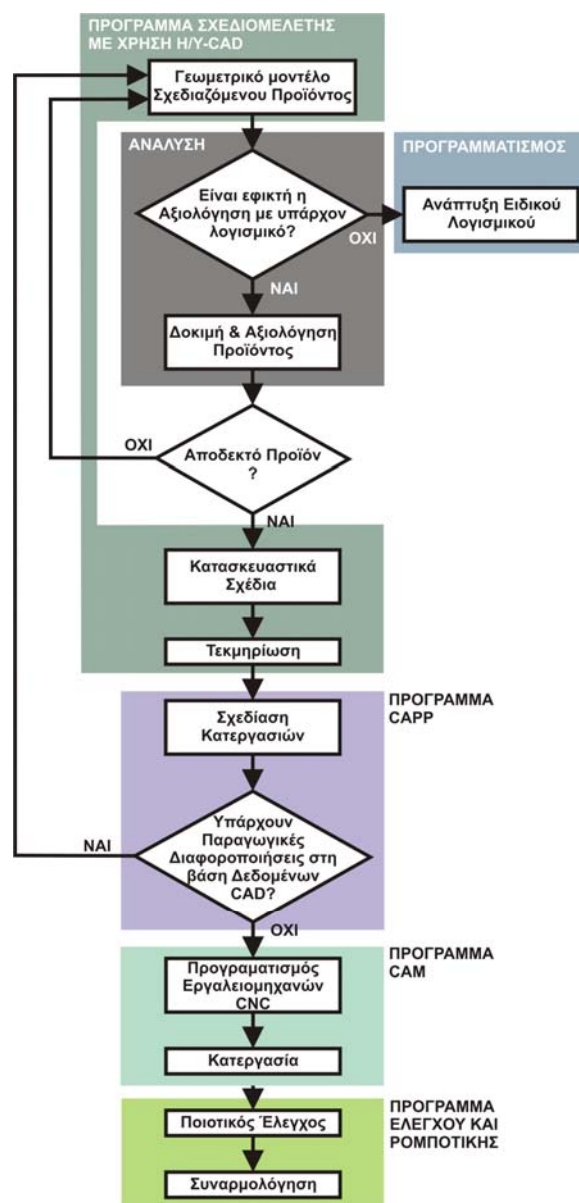 ΠΡΟΓΡΑΜΜΑ ΣΧΕΔΙΟΜΕΛΕΤΗΣ
ΜΕ ΧΡΗΣΗ Η/Υ-CAD
Γεωμετρικό μοντέλο
Σχεδιαζόμενου Προϊόντος
ΑΝΑΛΥΣΗ
ΠΡΟΓΡΑΜΜΑΤΙΣΜΟΣ
Είναι εφικτή η
Αξιολόγηση με υπάρχον
λογισμικό?
ΟΧΙ
Ανάπτυξη Ειδικού
Λογισμικού
ΝΑΙ
Δοκιμή & Αξιολόγηση
Προϊόντος
ΟΧΙ
Αποδεκτό Προϊόν
?
ΝΑΙ
Κατασκευαστικά
Σχέδια
Τεκμηρίωση
ΠΡΟΓΡΑΜΜΑ
CAPP
Σχεδίαση
Κατεργασιών
ΝΑΙ
Υπάρχουν
Παραγωγικές
Διαφοροποιήσεις στη
βάση Δεδομένων
CAD?
ΟΧΙ
ΠΡΟΓΡΑΜΜΑ
CAM
Προγραματισμός
Εργαλειομηχανών
CNC
Κατεργασία
ΠΡΟΓΡΑΜΜΑ
ΕΛΕΓΧΟΥ ΚΑΙ
ΡΟΜΠΟΤΙΚΗΣ
Ποιοτικός Έλεγχος
Συναρμολόγηση